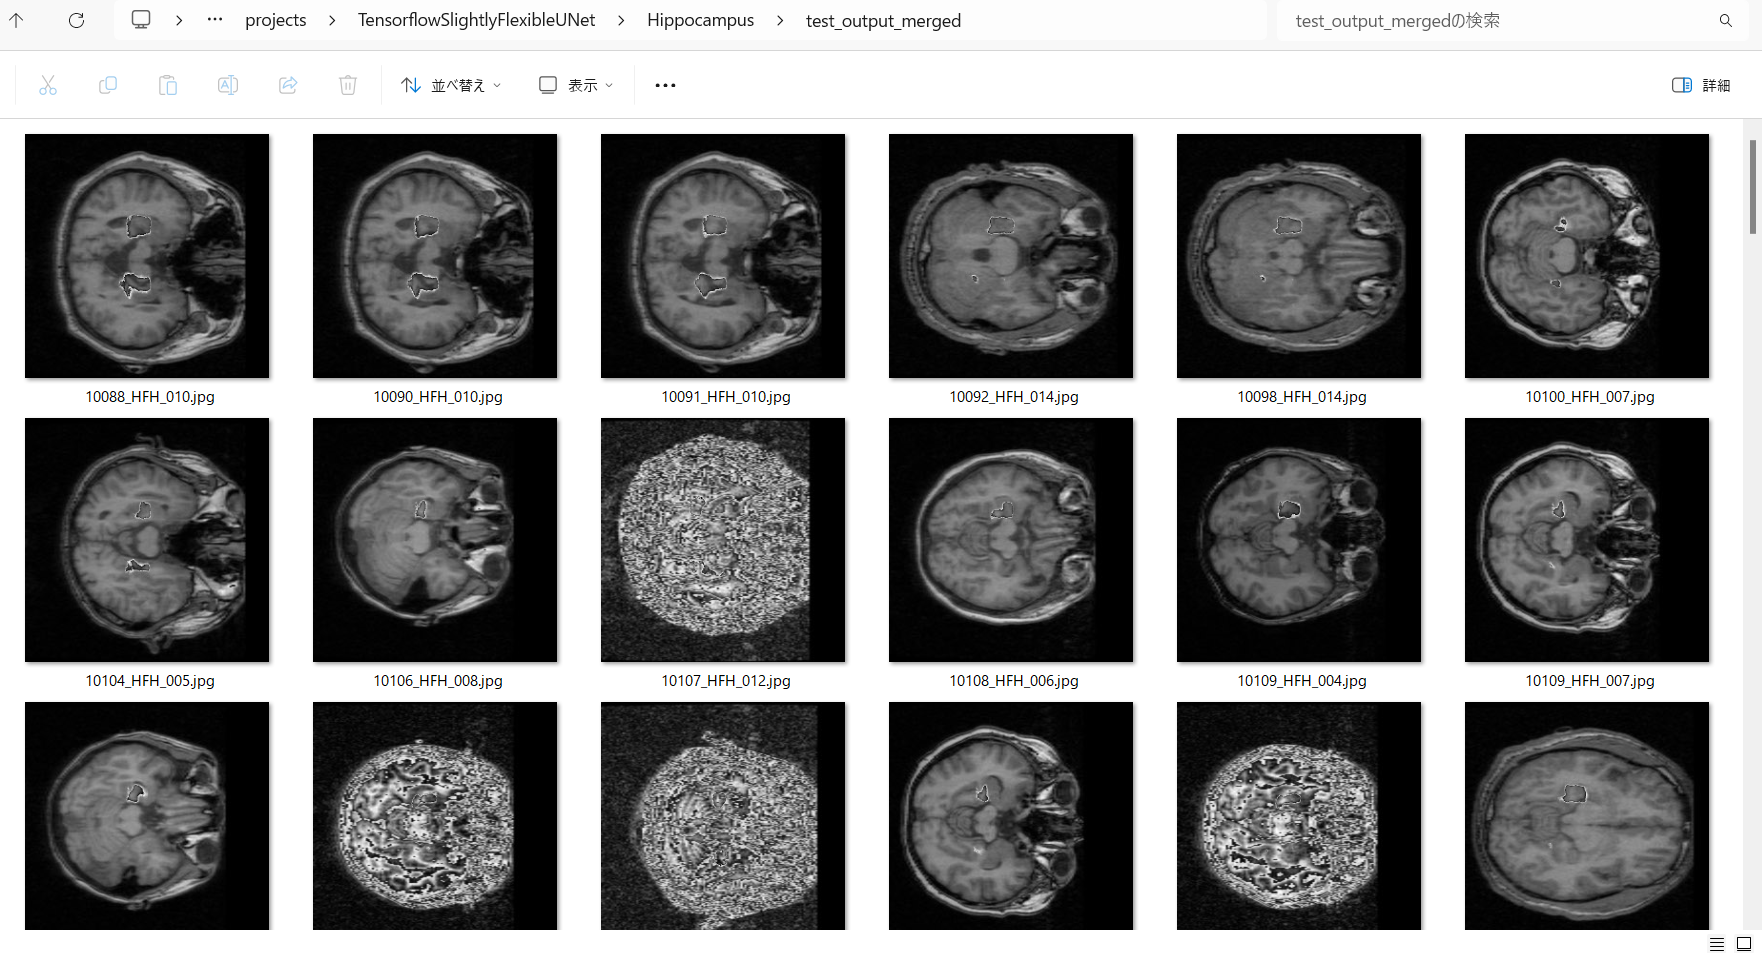 projects > TensorflowSlightlyFlexibleUNet > Hippocampus > test_output_merged
test_output_mergedの検索
並べ替え
表示
詳細
10088_HFH_010.jpg
10090_HFH_010.jpg
10091_HFH_010.jpg
10092_HFH_014.jpg
10098_HFH_014.jpg
10100_HFH_007.jpg
10104_HFH_005.jpg
10106_HFH_008.jpg
10107_HFH_012.jpg
10108_HFH_006.jpg
10109_HFH_004.jpg
10109_HFH_007.jpg